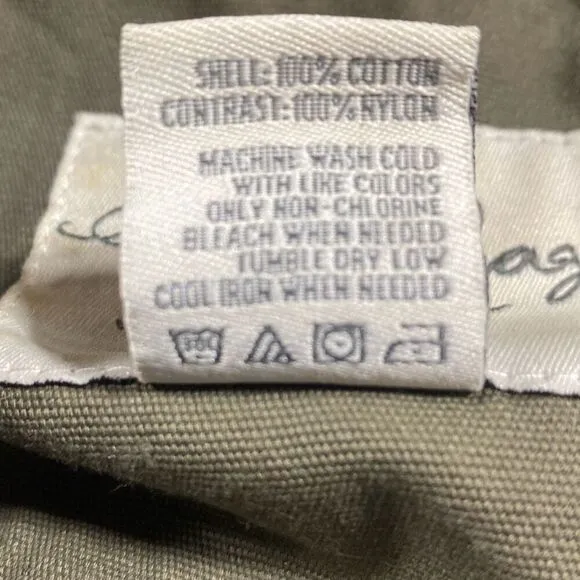 SHELL: 100% COTTON
CONTRAST: 100% NYLON
MACHINE WASH COLD
WITH LIKE COLORS
ONLY NON-CHLORINE
BLEACH WHEN NEEDED
TUMBLE DRY LOW
COOL IRON WHEN NEEDED